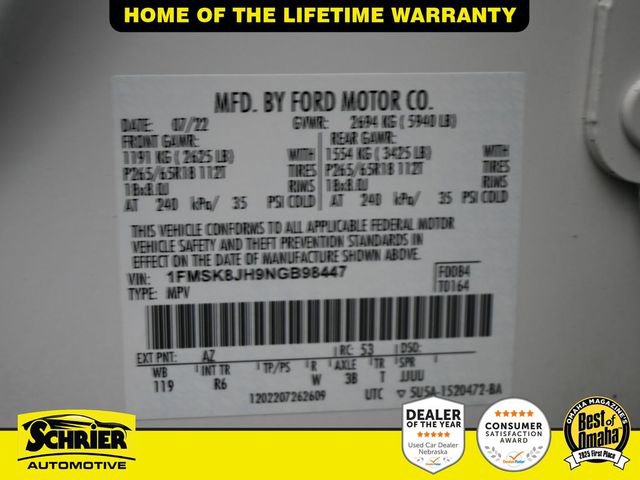 HOME OF THE LIFETIME WARRANTY
MFD. BY FORD MOTOR CO.
DATE: 07/22 GVWR: 2694 KG ( 5940 LB)
FRONT GAWR: REAR GAWR:
1191 KG ( 2625 LB) WITH 1554 KG ( 3425 LB) WITH
P265/65R18 112T TIRES P265/65R18 112T TIRES
18x8.0J RIMS 18x8.0J RIMS
AT 240 kPa/ 35 PSI COLD AT 240 kPa/ 35 PSI COLD
THIS VEHICLE CONFORMS TO ALL APPLICABLE FEDERAL MOTOR
VEHICLE SAFETY AND THEFT PREVENTION STANDARDS IN
EFFECT ON THE DATE OF MANUFACTURE SHOWN ABOVE.
VIN: 1FMSK8JH9NGB98447 F0084
TYPE: MPV T0164
EXT PNT: AZ RC: 53 DSO:
WB INT TR TP/PS R AXLE TR SPR
119 R6 W 3B T JJUU
1202207262609 UTC ▽ 5U5A-1520472-BA
SCHRIER
AUTOMOTIVE
DEALER
OF THE YEAR
Used Car Dealer
Nebraska
DealerRater
CONSUMER
SATISFACTION
AWARD
DealerRater
OMAHA MAGAZINE'S
Best of
Omaha
2025 First Place